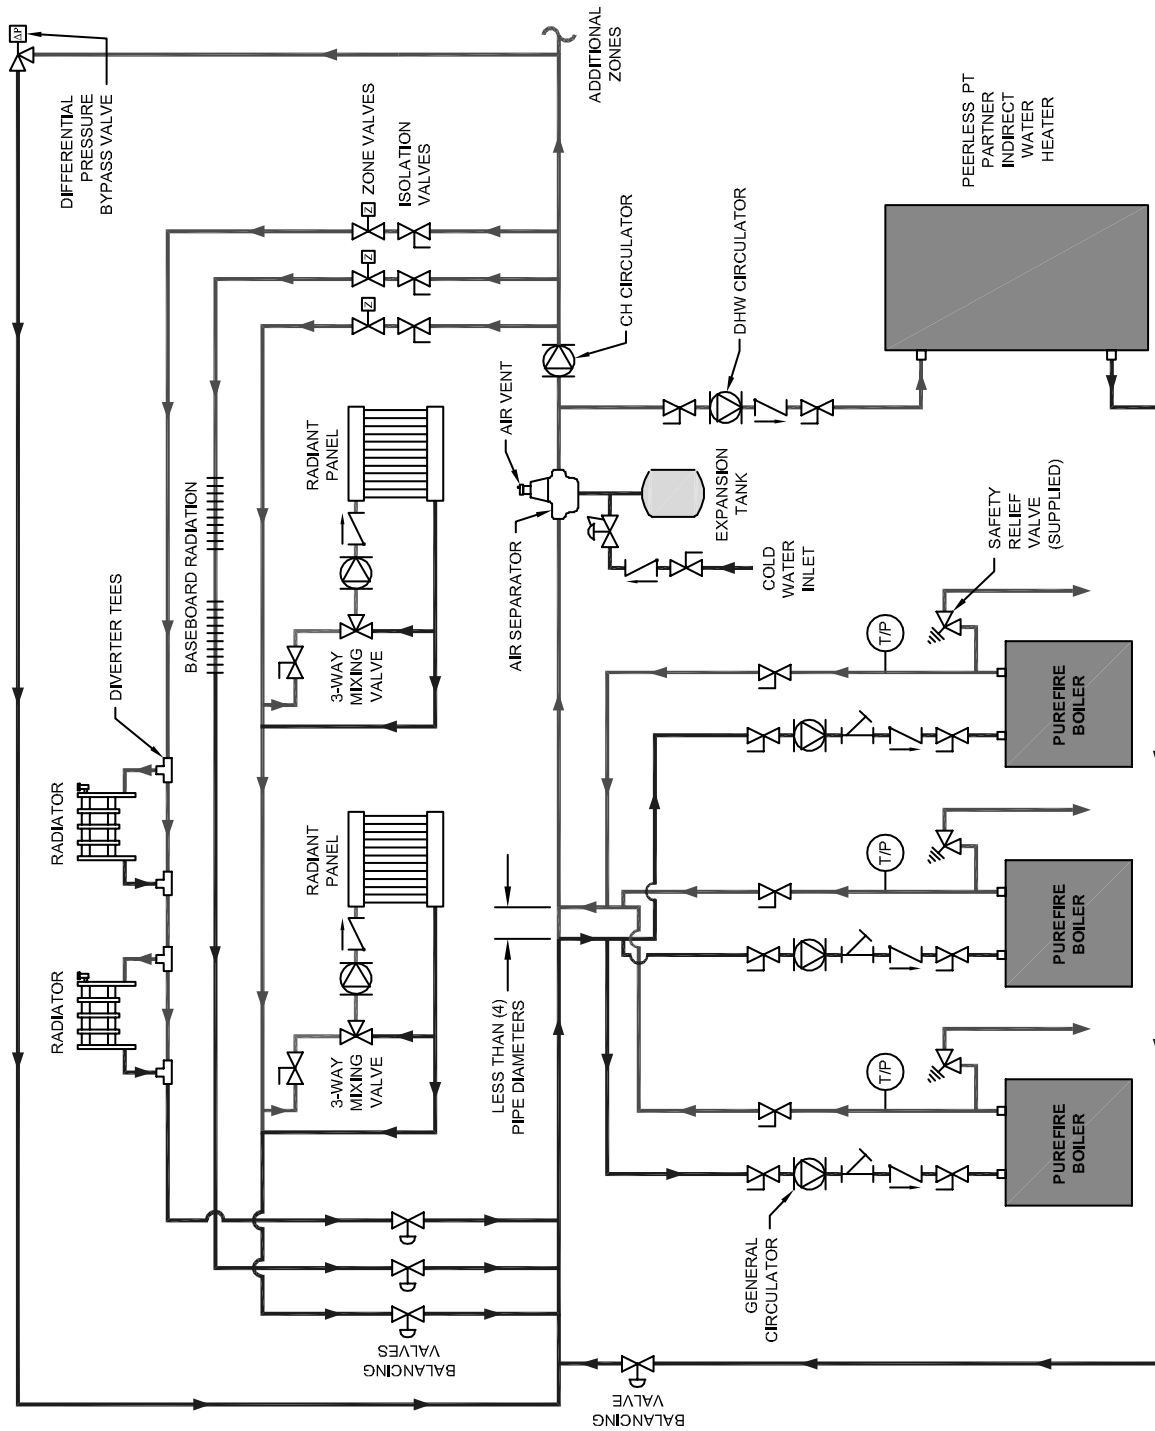 ΔP
DIFFERENTIAL
PRESSURE
BYPASS VALVE
ZONE VALVES
ISOLATION
VALVES
Z
Z
Z
ADDITIONAL
ZONES
PEERLESS PT
PARTNER
INDIRECT
WATER
HEATER
CH CIRCULATOR
DHW CIRCULATOR
AIR VENT
AIR SEPARATOR
EXPANSION
TANK
COLD
WATER
INLET
SAFETY
RELIEF
VALVE
(SUPPLIED)
DIVERTER TEES
BASEBOARD RADIATION
RADIANT
PANEL
3-WAY
MIXING
VALVE
RADIATOR
RADIATOR
RADIANT
PANEL
3-WAY
MIXING
VALVE
LESS THAN (4)
PIPE DIAMETERS
T/P
T/P
T/P
PUREFIRE
BOILER
PUREFIRE
BOILER
PUREFIRE
BOILER
GENERAL
CIRCULATOR
BALANCING
VALVES
BALANCING
VALVE